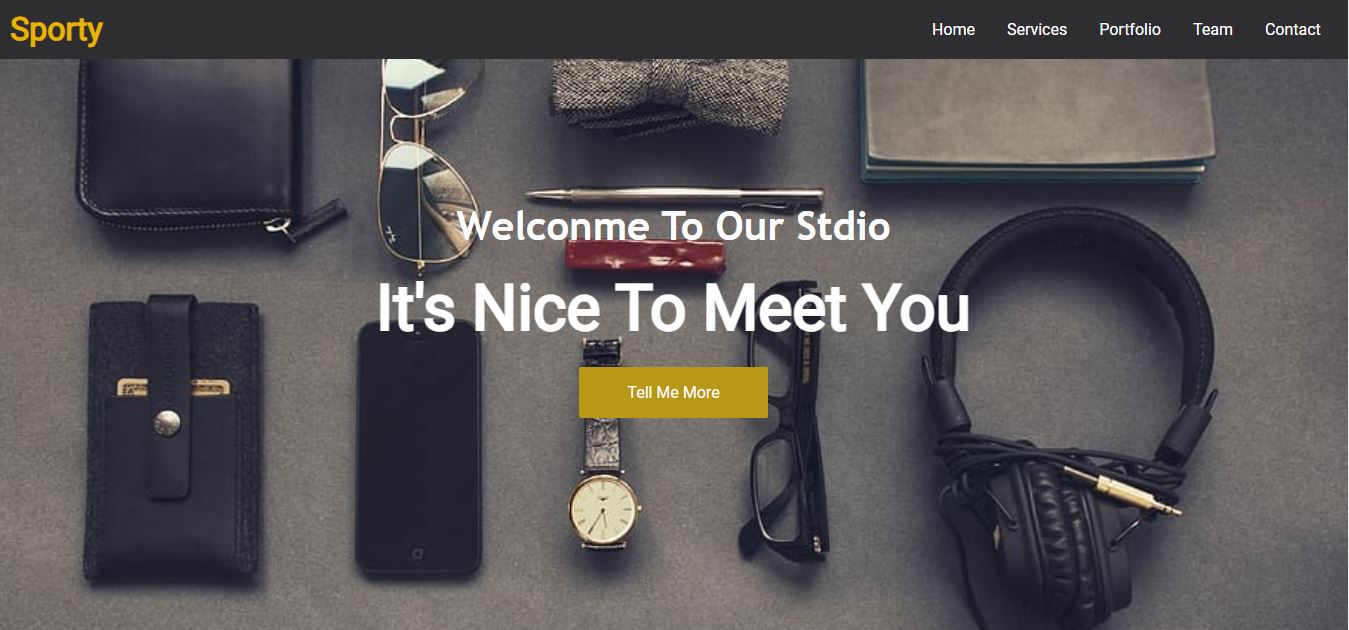 Sporty
Home Services Portfolio Team Contact
Welconme To Our Stdio
It's Nice To Meet You
Tell Me More